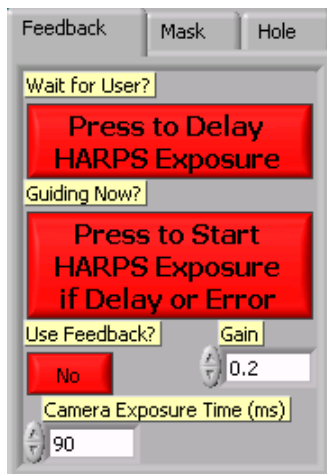 Feedback Mask Hole
Wait for User?
Press to Delay
HARPS Exposure
Guiding Now?
Press to Start
HARPS Exposure
if Delay or Error
Use Feedback? Gain
No 0.2
Camera Exposure Time (ms)
90